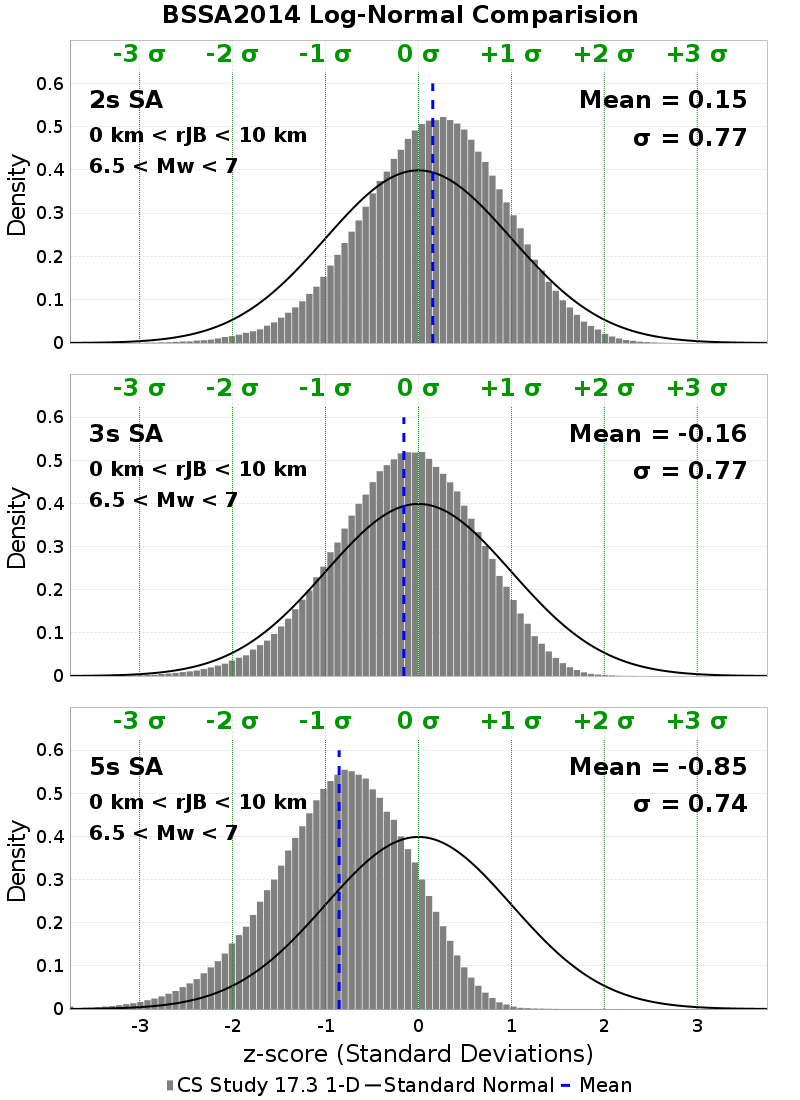 BSSA2014 Log-Normal Comparision
-3 σ -2 σ -1 σ 0 σ +1 σ +2 σ +3 σ
2s SA
0 km < rJB < 10 km
6.5 < Mw < 7
Mean = 0.15
σ = 0.77
0.6
0.5
0.4
0.3
0.2
0.1
0
Density
-3 σ -2 σ -1 σ 0 σ +1 σ +2 σ +3 σ
3s SA
0 km < rJB < 10 km
6.5 < Mw < 7
Mean = -0.16
σ = 0.77
0.6
0.5
0.4
0.3
0.2
0.1
0
Density
-3 σ -2 σ -1 σ 0 σ +1 σ +2 σ +3 σ
5s SA
0 km < rJB < 10 km
6.5 < Mw < 7
Mean = -0.85
σ = 0.74
0.6
0.5
0.4
0.3
0.2
0.1
0
Density
-3 -2 -1 0 1 2 3
z-score (Standard Deviations)
CS Study 17.3 1-D Standard Normal Mean